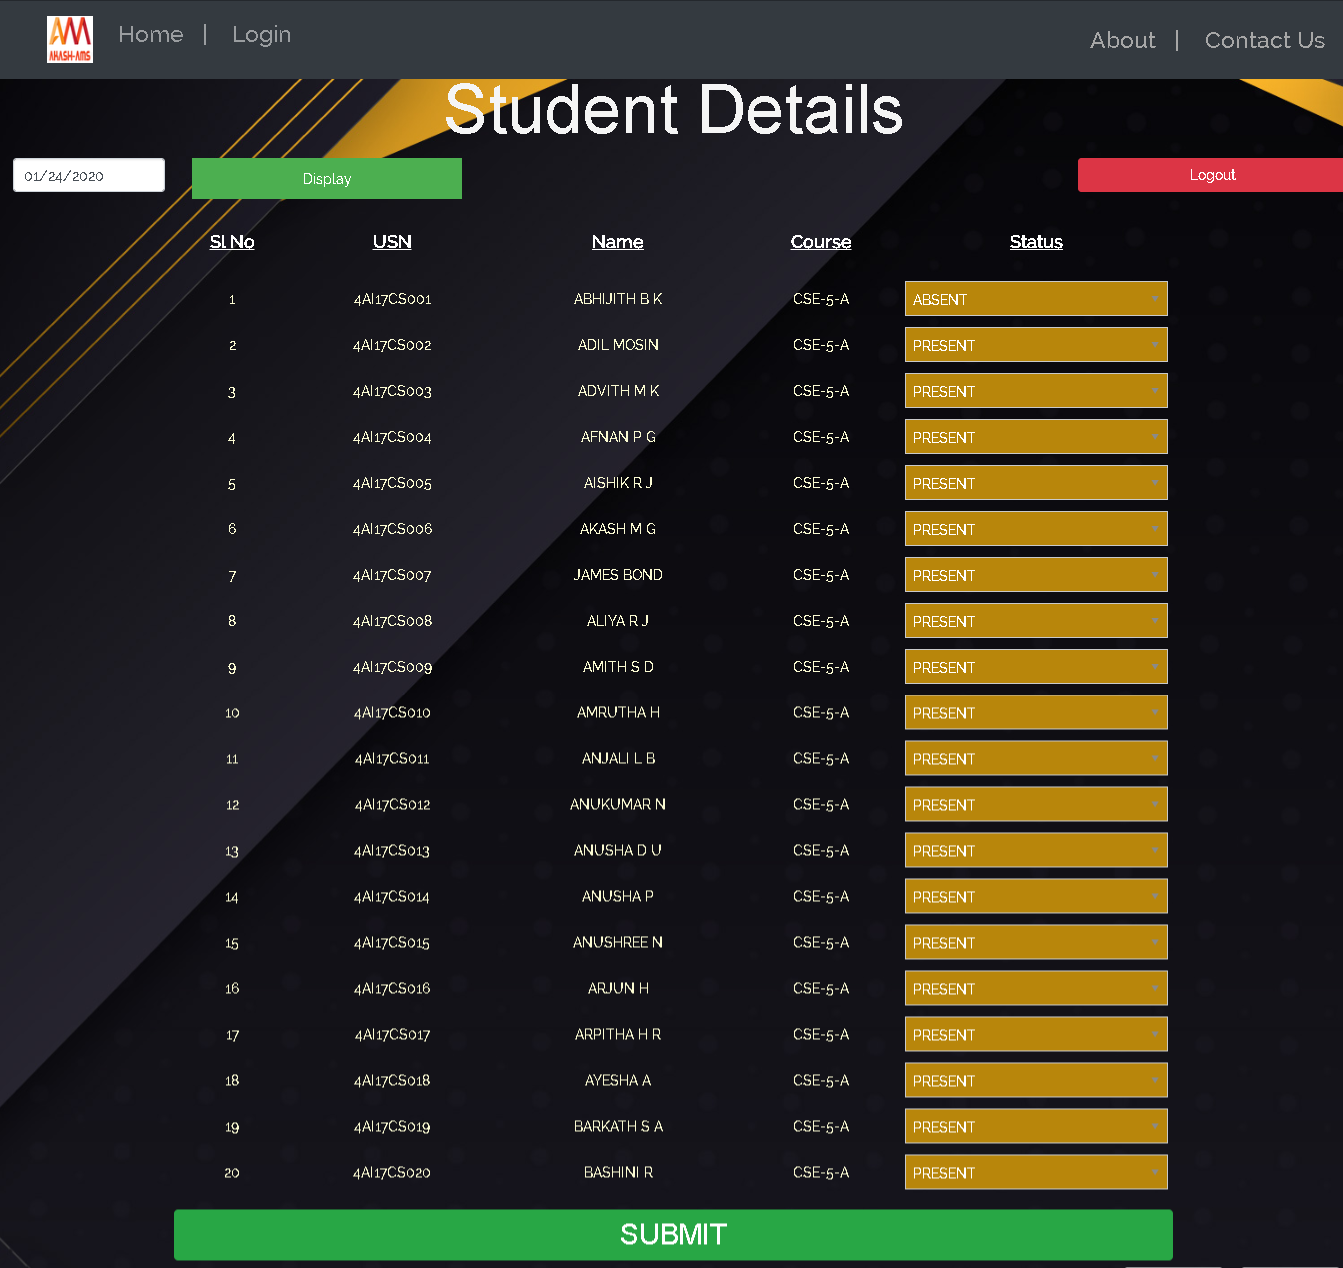 AM
AKASH-AMS
Home | Login
About | Contact Us
Student Details
01/24/2020 Display Logout
Sl No USN Name Course Status
1 4AI17CS001 ABHIJITH B K CSE-5-A ABSENT
2 4AI17CS002 ADIL MOSIN CSE-5-A PRESENT
3 4AI17CS003 ADVITH M K CSE-5-A PRESENT
4 4AI17CS004 AFNAN P G CSE-5-A PRESENT
5 4AI17CS005 AISHIK R J CSE-5-A PRESENT
6 4AI17CS006 AKASH M G CSE-5-A PRESENT
7 4AI17CS007 JAMES BOND CSE-5-A PRESENT
8 4AI17CS008 ALIYA R J CSE-5-A PRESENT
9 4AI17CS009 AMITH S D CSE-5-A PRESENT
10 4AI17CS010 AMRUTHA H CSE-5-A PRESENT
11 4AI17CS011 ANJALI L B CSE-5-A PRESENT
12 4AI17CS012 ANUKUMAR N CSE-5-A PRESENT
13 4AI17CS013 ANUSHA D U CSE-5-A PRESENT
14 4AI17CS014 ANUSHA P CSE-5-A PRESENT
15 4AI17CS015 ANUSHREE N CSE-5-A PRESENT
16 4AI17CS016 ARJUN H CSE-5-A PRESENT
17 4AI17CS017 ARPITHA H R CSE-5-A PRESENT
18 4AI17CS018 AYESHA A CSE-5-A PRESENT
19 4AI17CS019 BARKATH S A CSE-5-A PRESENT
20 4AI17CS020 BASHINI R CSE-5-A PRESENT
SUBMIT